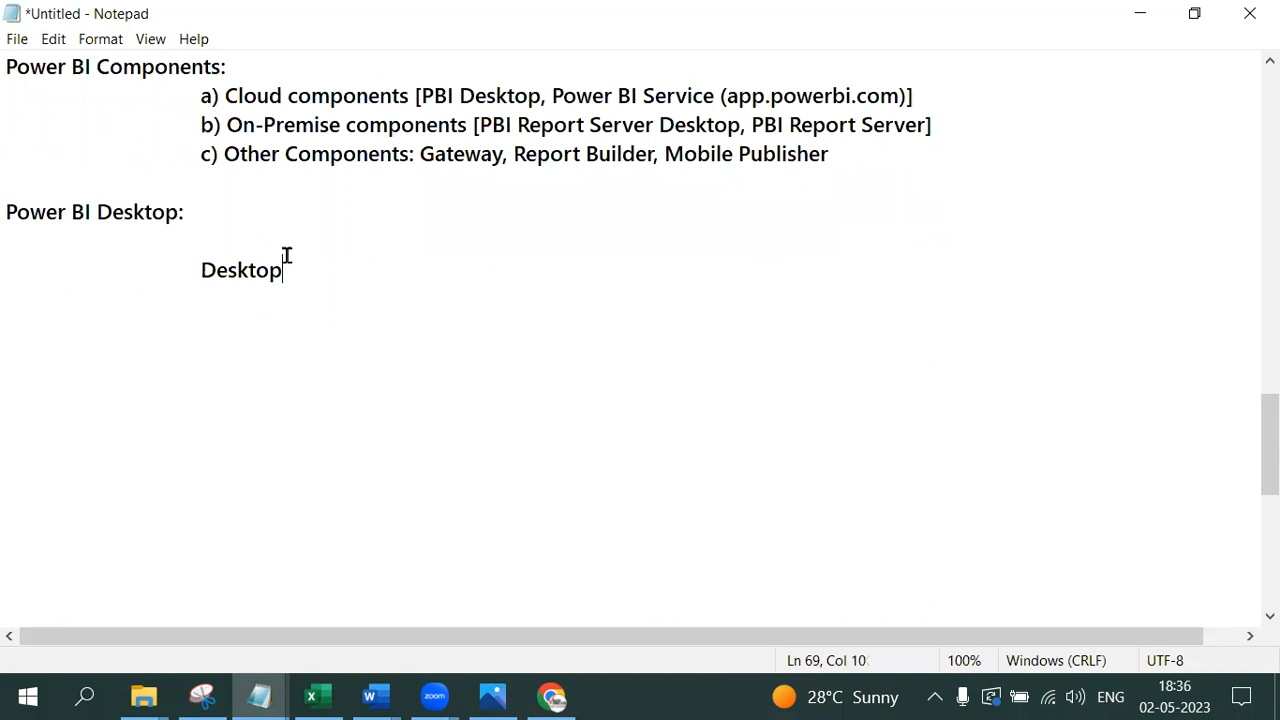 *Untitled - Notepad
File Edit Format View Help
Power BI Components:
a) Cloud components [PBI Desktop, Power BI Service (app.powerbi.com)]
b) On-Premise components [PBI Report Server Desktop, PBI Report Server]
c) Other Components: Gateway, Report Builder, Mobile Publisher
Power BI Desktop:
Desktop
Ln 69, Col 10 100% Windows (CRLF) UTF-8
28°C Sunny ENG 18:36
02-05-2023